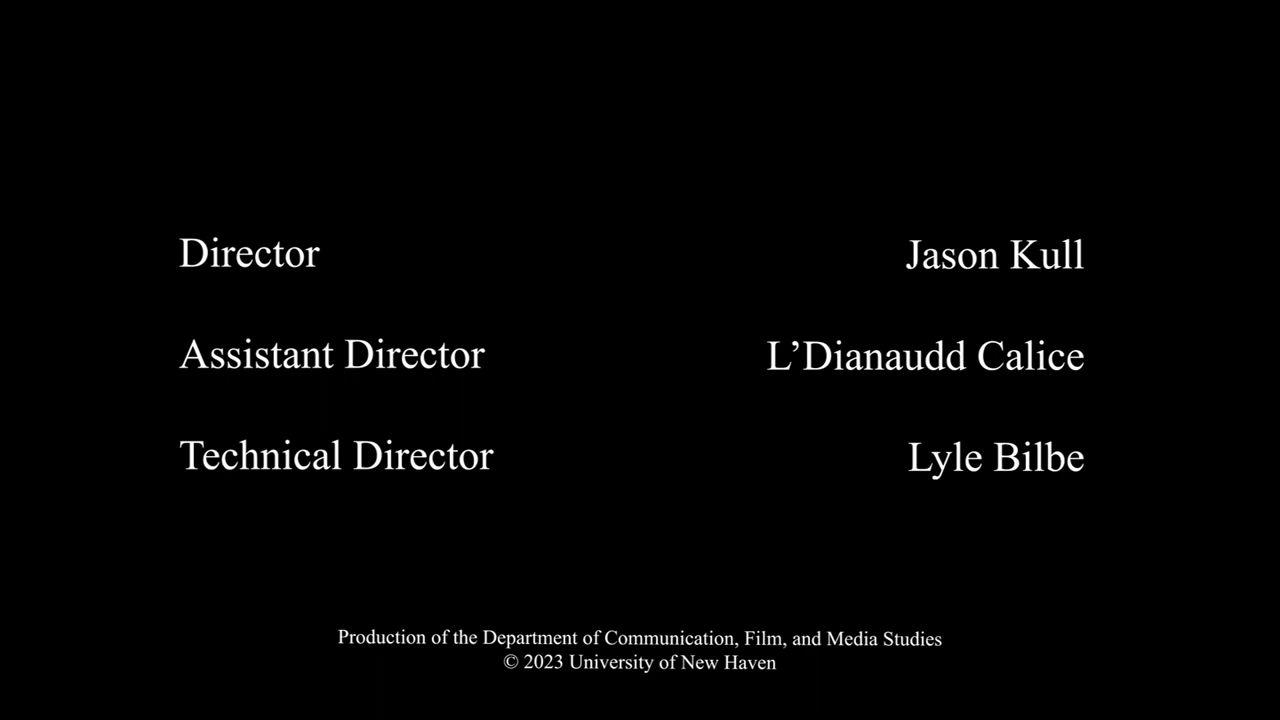 Director Jason Kull
Assistant Director L’Dianaudd Calice
Technical Director Lyle Bilbe
Production of the Department of Communication, Film, and Media Studies
© 2023 University of New Haven